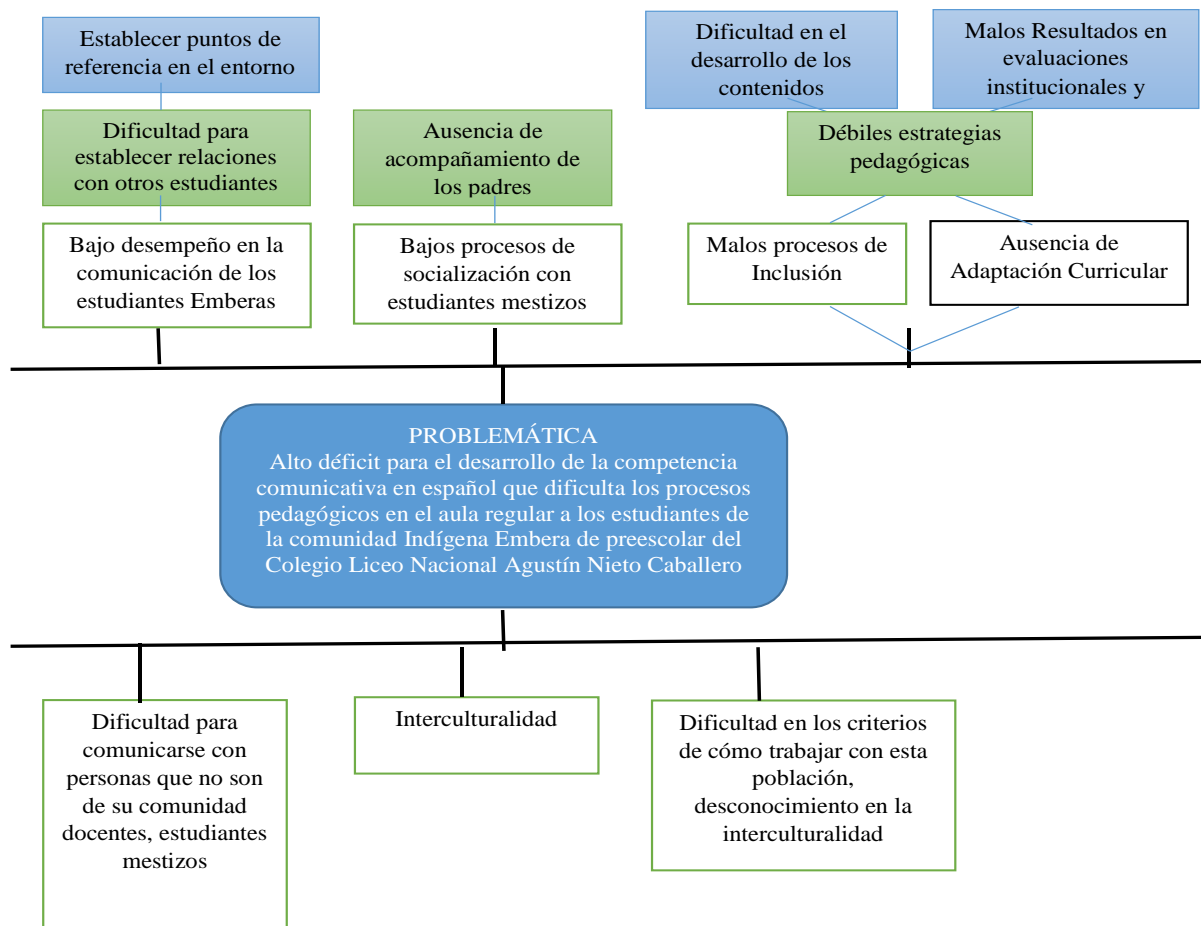 Establecer puntos de
referencia en el entorno
Dificultad en el
desarrollo de los
contenidos
Malos Resultados en
evaluaciones
institucionales y
Dificultad para
establecer relaciones
con otros estudiantes
Ausencia de
acompañamiento de
los padres
Débiles estrategias
pedagógicas
Bajo desempeño en la
comunicación de los
estudiantes Emberas
Bajos procesos de
socialización con
estudiantes mestizos
Malos procesos de
Inclusión
Ausencia de
Adaptación Curricular
PROBLEMÁTICA
Alto déficit para el desarrollo de la competencia
comunicativa en español que dificulta los procesos
pedagógicos en el aula regular a los estudiantes de
la comunidad Indígena Embera de preescolar del
Colegio Liceo Nacional Agustín Nieto Caballero
Dificultad para
comunicarse con
personas que no son
de su comunidad
docentes, estudiantes
mestizos
Interculturalidad
Dificultad en los criterios
de cómo trabajar con esta
población,
desconocimiento en la
interculturalidad